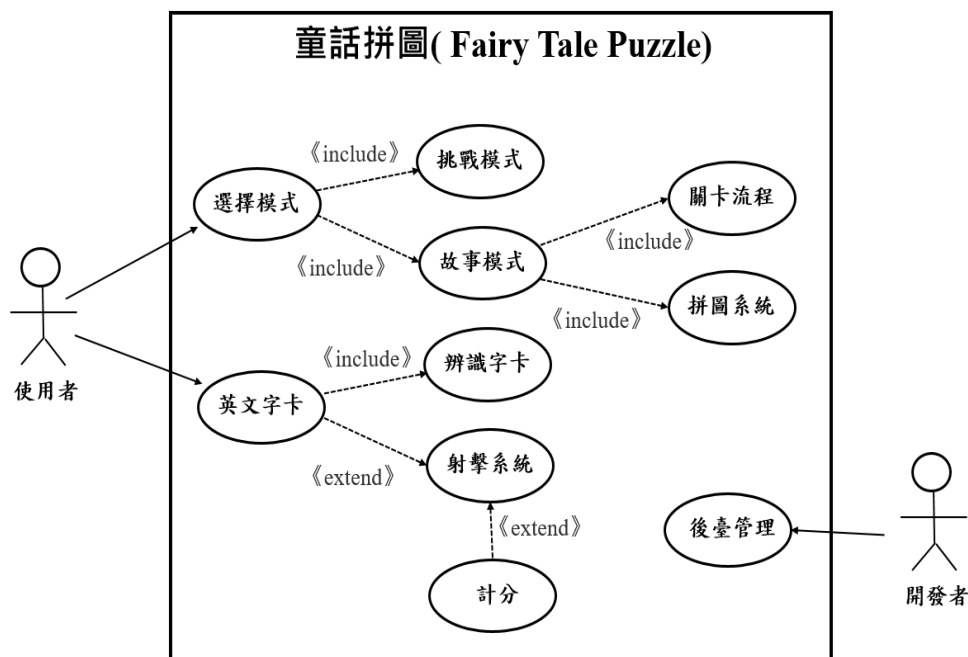 童話拼圖( Fairy Tale Puzzle)
《include》
挑戰模式
選擇模式
關卡流程
《include》
故事模式
《include》
《include》
拼圖系統
使用者
《include》
辨識字卡
英文字卡
《extend》
射擊系統
《extend》
後臺管理
計分
開發者